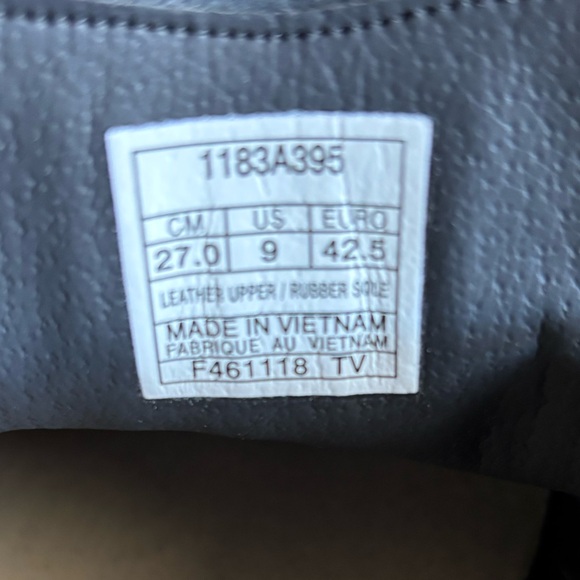 1183A395
CM US EURO
27.0 9 42.5
LEATHER UPPER / RUBBER SOLE
MADE IN VIETNAM
FABRIQUE AU VIETNAM
F461118 TV